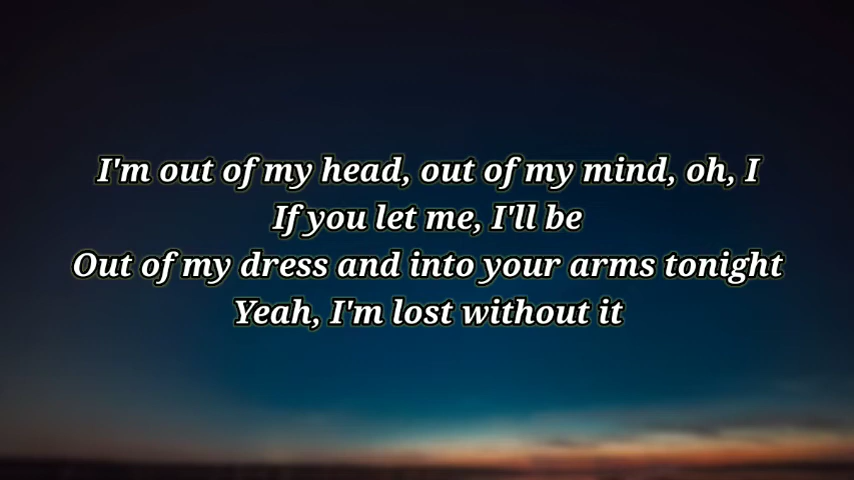 I'm out of my head, out of my mind, oh, I
If you let me, I'll be
Out of my dress and into your arms tonight
Yeah, I'm lost without it